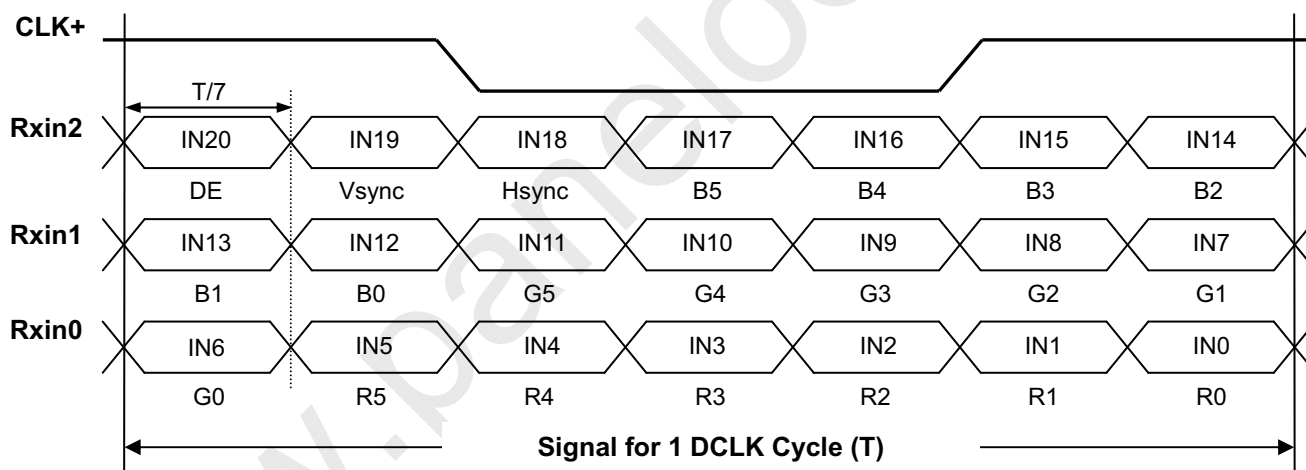 CLK+
T/7
Rxin2 IN20 IN19 IN18 IN17 IN16 IN15 IN14
DE Vsync Hsync B5 B4 B3 B2
Rxin1 IN13 IN12 IN11 IN10 IN9 IN8 IN7
B1 B0 G5 G4 G3 G2 G1
Rxin0 IN6 IN5 IN4 IN3 IN2 IN1 IN0
G0 R5 R4 R3 R2 R1 R0
Signal for 1 DCLK Cycle (T)